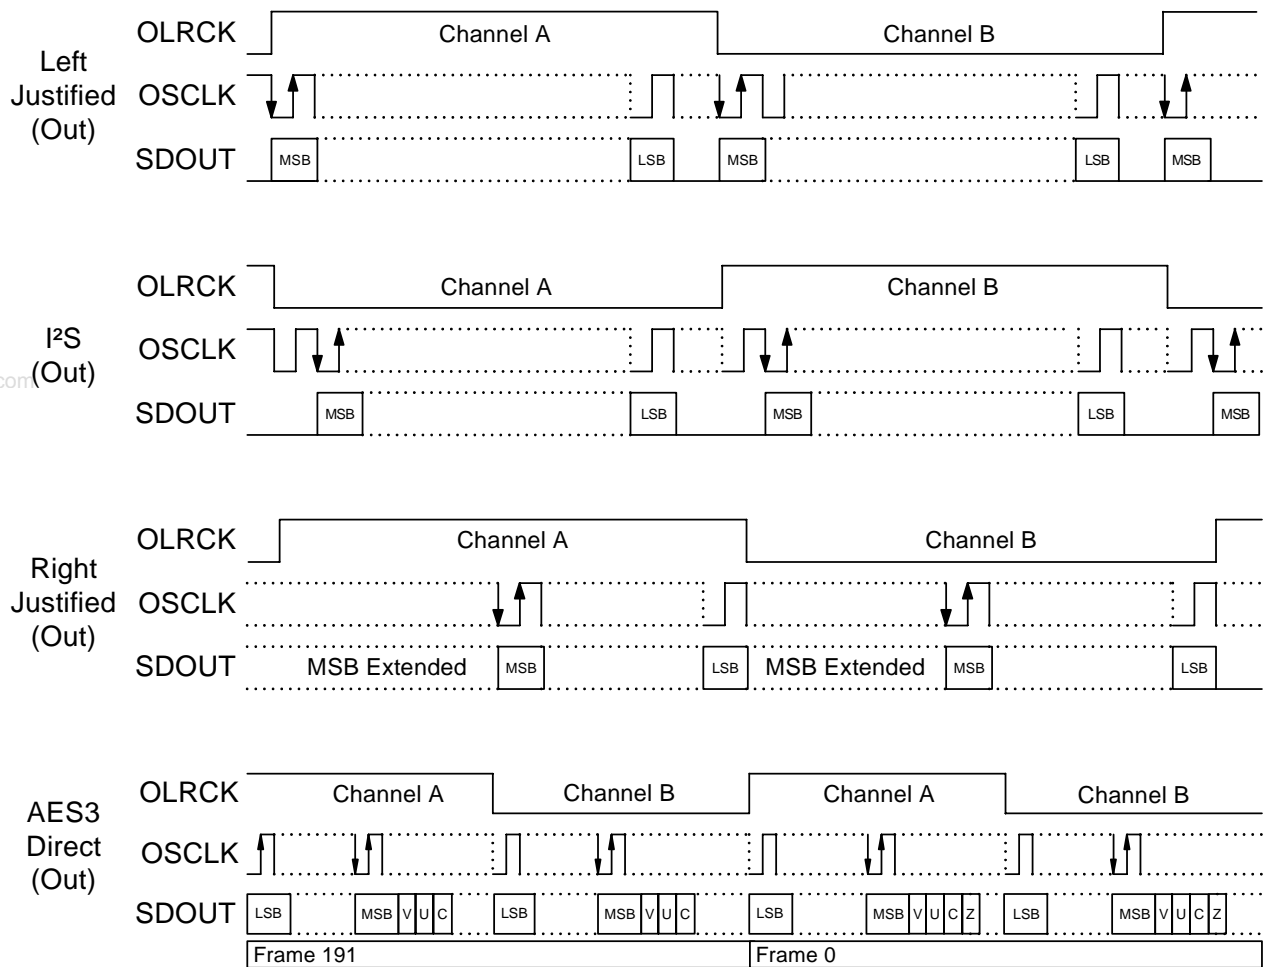 Left
Justified
(Out)
OLRCK
Channel A
Channel B
OSCLK
SDOUT
MSB
LSB
MSB
LSB
MSB
I²S
(Out)
OLRCK
Channel A
Channel B
OSCLK
SDOUT
MSB
LSB
MSB
LSB
MSB
com
Right
Justified
(Out)
OLRCK
Channel A
Channel B
OSCLK
SDOUT
MSB Extended
MSB
LSB
MSB Extended
MSB
LSB
AES3
Direct
(Out)
OLRCK
Channel A
Channel B
Channel A
Channel B
OSCLK
SDOUT
LSB
MSB V U C
LSB
MSB V U C
LSB
MSB V U C Z
LSB
MSB V U C Z
Frame 191
Frame 0